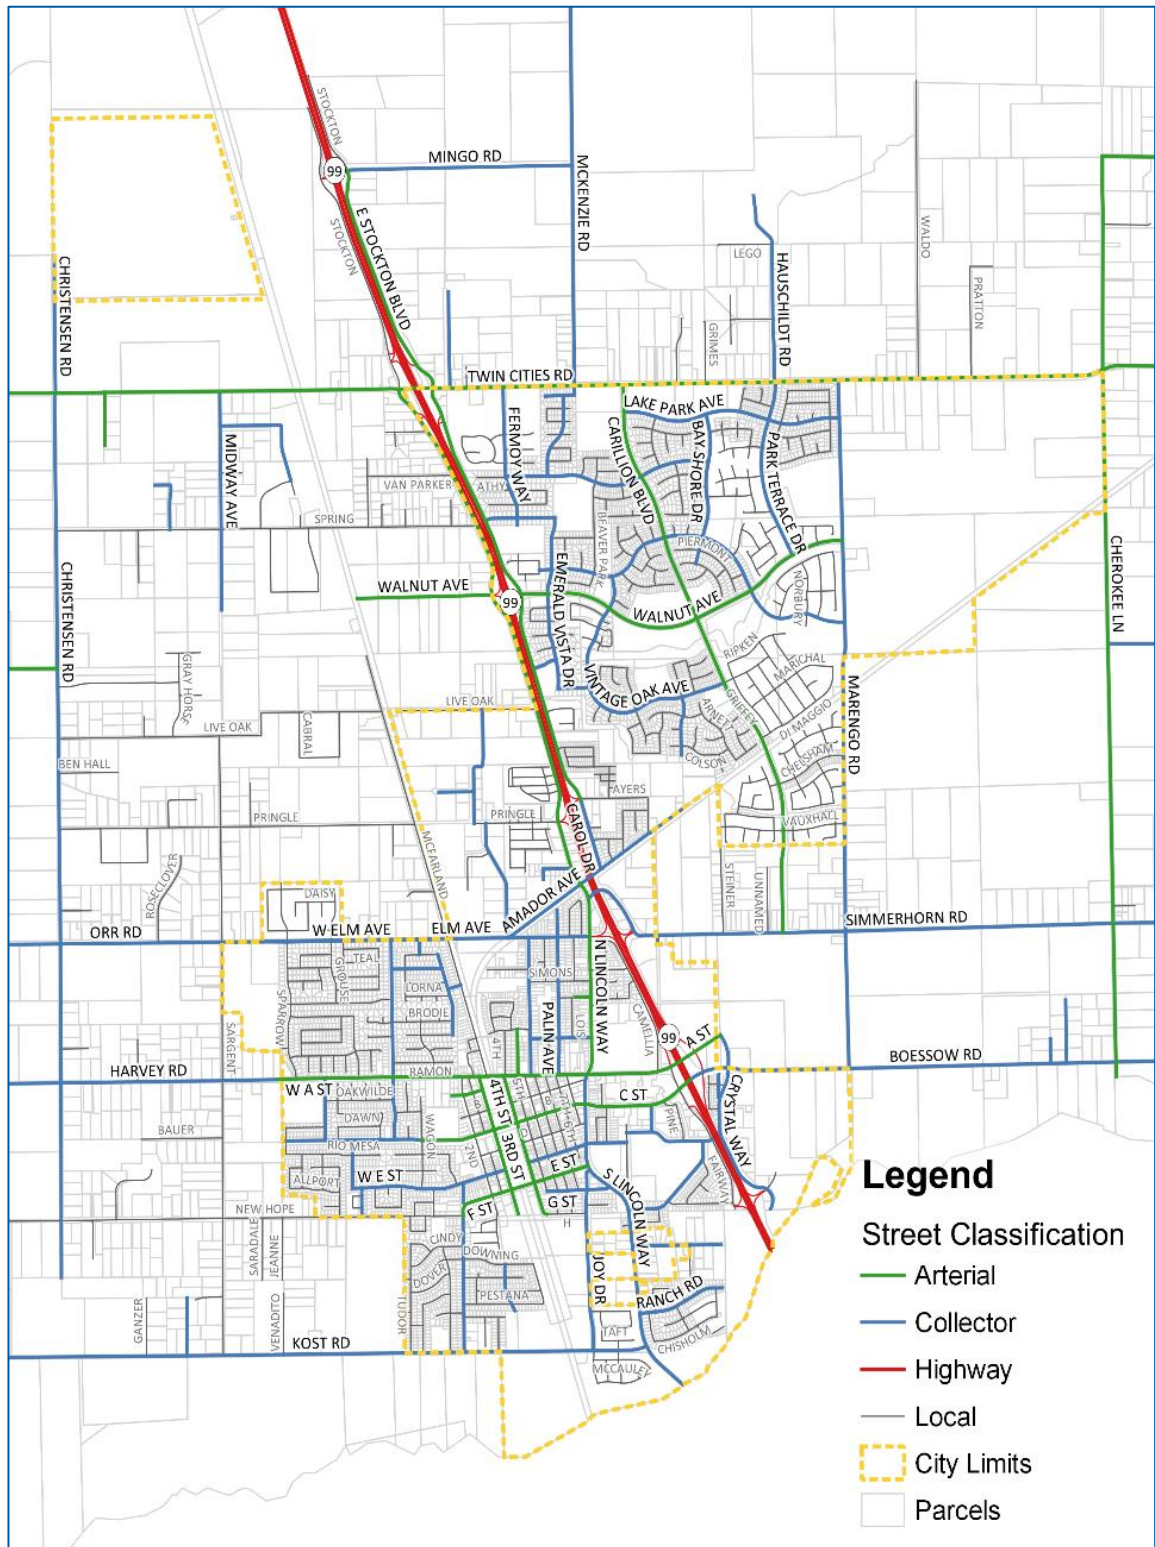 STOCKTON
99
MINGO RD
MCKENZIE RD
E STOCKTON BLVD
STOCKTON
WALDO
LEGO
HAUSCHILDT RD
CHRISTENSEN RD
PRATTON
GRIMES
TWIN CITIES RD
LAKE PARK AVE
FERMOY WAY
CARILLION BLVD
BAY SHORE DR
PARK TERRACE DR
MIDWAY AVE
VAN PARKER
ATHY
SPRING
BEAVER PARK
PIERMONT
CHEROKEE LN
CHRISTENSEN RD
EMERALD VISTA DR
WALNUT AVE
99
WALNUT AVE
NORBURY
RIPKEN
GRAY HORSE
MARICHAL
VINTAGE OAK AVE
MARENGO RD
LIVE OAK
GRIFFEY
ARNETT
LIVE OAK
CABRAL
DI MAGGIO
COLSON
CHELSHAM
BEN HALL
AYERS
PRINGLE
PRINGLE
CAROL DR
VAUXHALL
MCFARLAND
ROSECLOVER
STEINER
UNNAMED
DAISY
AMADOR AVE
SIMMERHORN RD
ORR RD
W ELM AVE
ELM AVE
N LINCOLN WAY
TEAL
GROUSE
SIMONS
LORNA
SPARROW
BRODIE
PALIN AVE
LOIS
CAMELLIA
SARGENT
4TH
99
A ST
BOESSOW RD
HARVEY RD
RAMON
W A ST
OAKWILDE
4TH ST
5TH
C ST
CRYSTAL WAY
DAWN
BAUER
WAGON
6TH
PINE
RIO MESA
2ND
3RD ST
E ST
FAIRWAY
ALLPORT
W E ST
S LINCOLN WAY
NEW HOPE
F ST
G ST
H
SARADALE
JEANNE
CINDY
DOWNING
DOVER
JOY DR
PESTANA
RANCH RD
GANZER
VENADITO
TUDOR
TAFT
CHISHOLM
KOST RD
MCCAULEY
Legend
Street Classification
Arterial
Collector
Highway
Local
City Limits
Parcels